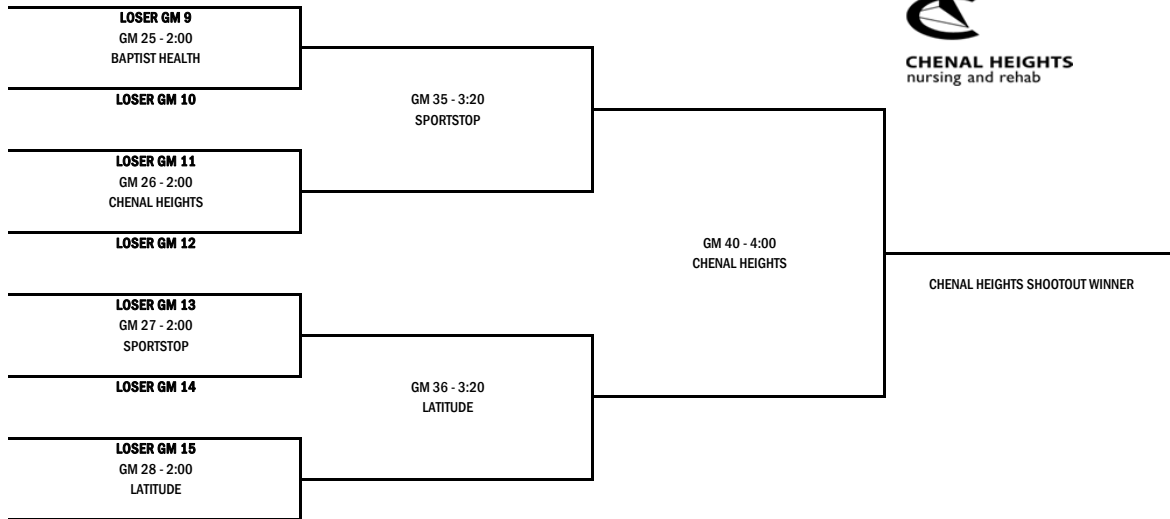 CHENAL HEIGHTS
nursing and rehab
LOSER GM 9
GM 25 - 2:00
BAPTIST HEALTH
LOSER GM 10
GM 35 - 3:20
SPORTSTOP
LOSER GM 11
GM 26 - 2:00
CHENAL HEIGHTS
LOSER GM 12
GM 40 - 4:00
CHENAL HEIGHTS
CHENAL HEIGHTS SHOOTOUT WINNER
LOSER GM 13
GM 27 - 2:00
SPORTSTOP
LOSER GM 14
GM 36 - 3:20
LATITUDE
LOSER GM 15
GM 28 - 2:00
LATITUDE